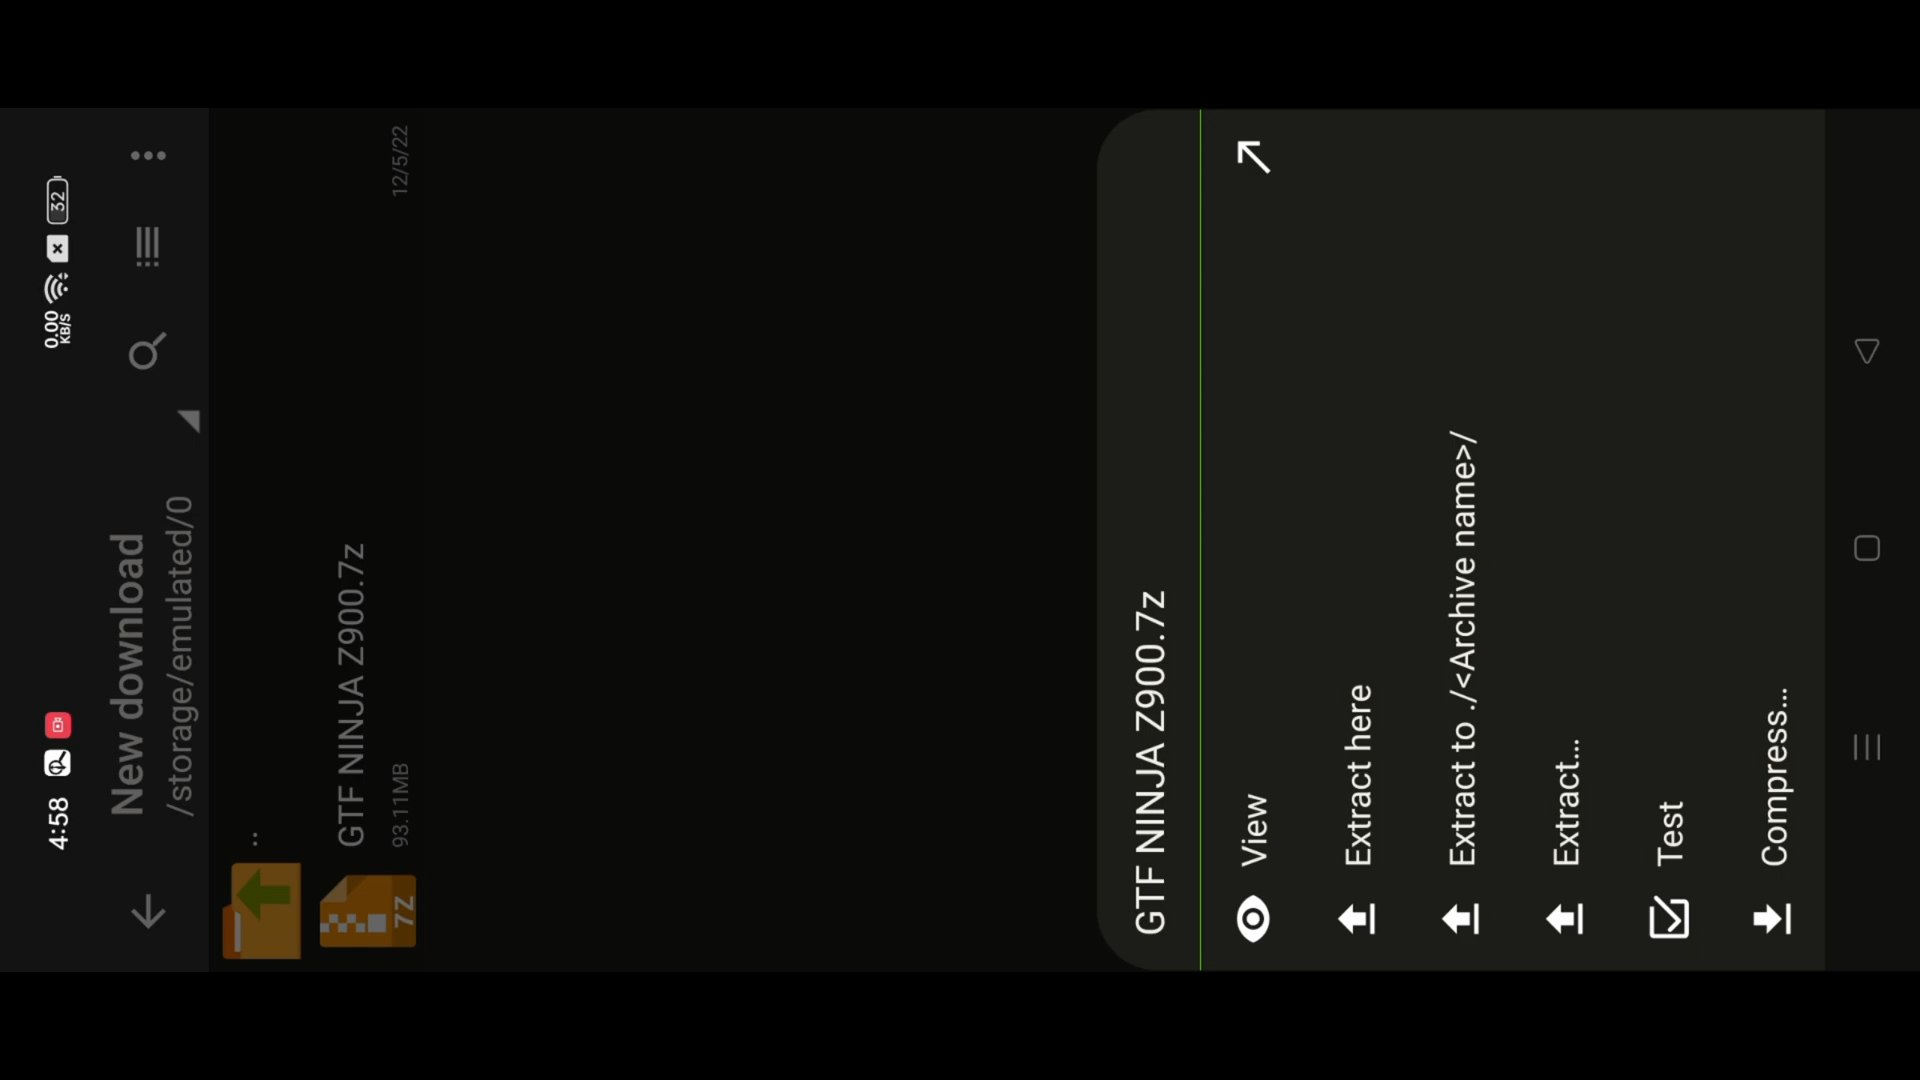 4:58
0.00
KB/S
32
New download
/storage/emulated/0
..
GTF NINJA Z900.7z
93.11MB
12/5/22
7Z
GTF NINJA Z900.7z
View
Extract here
Extract to ./<Archive name>/
Extract...
Test
Compress...